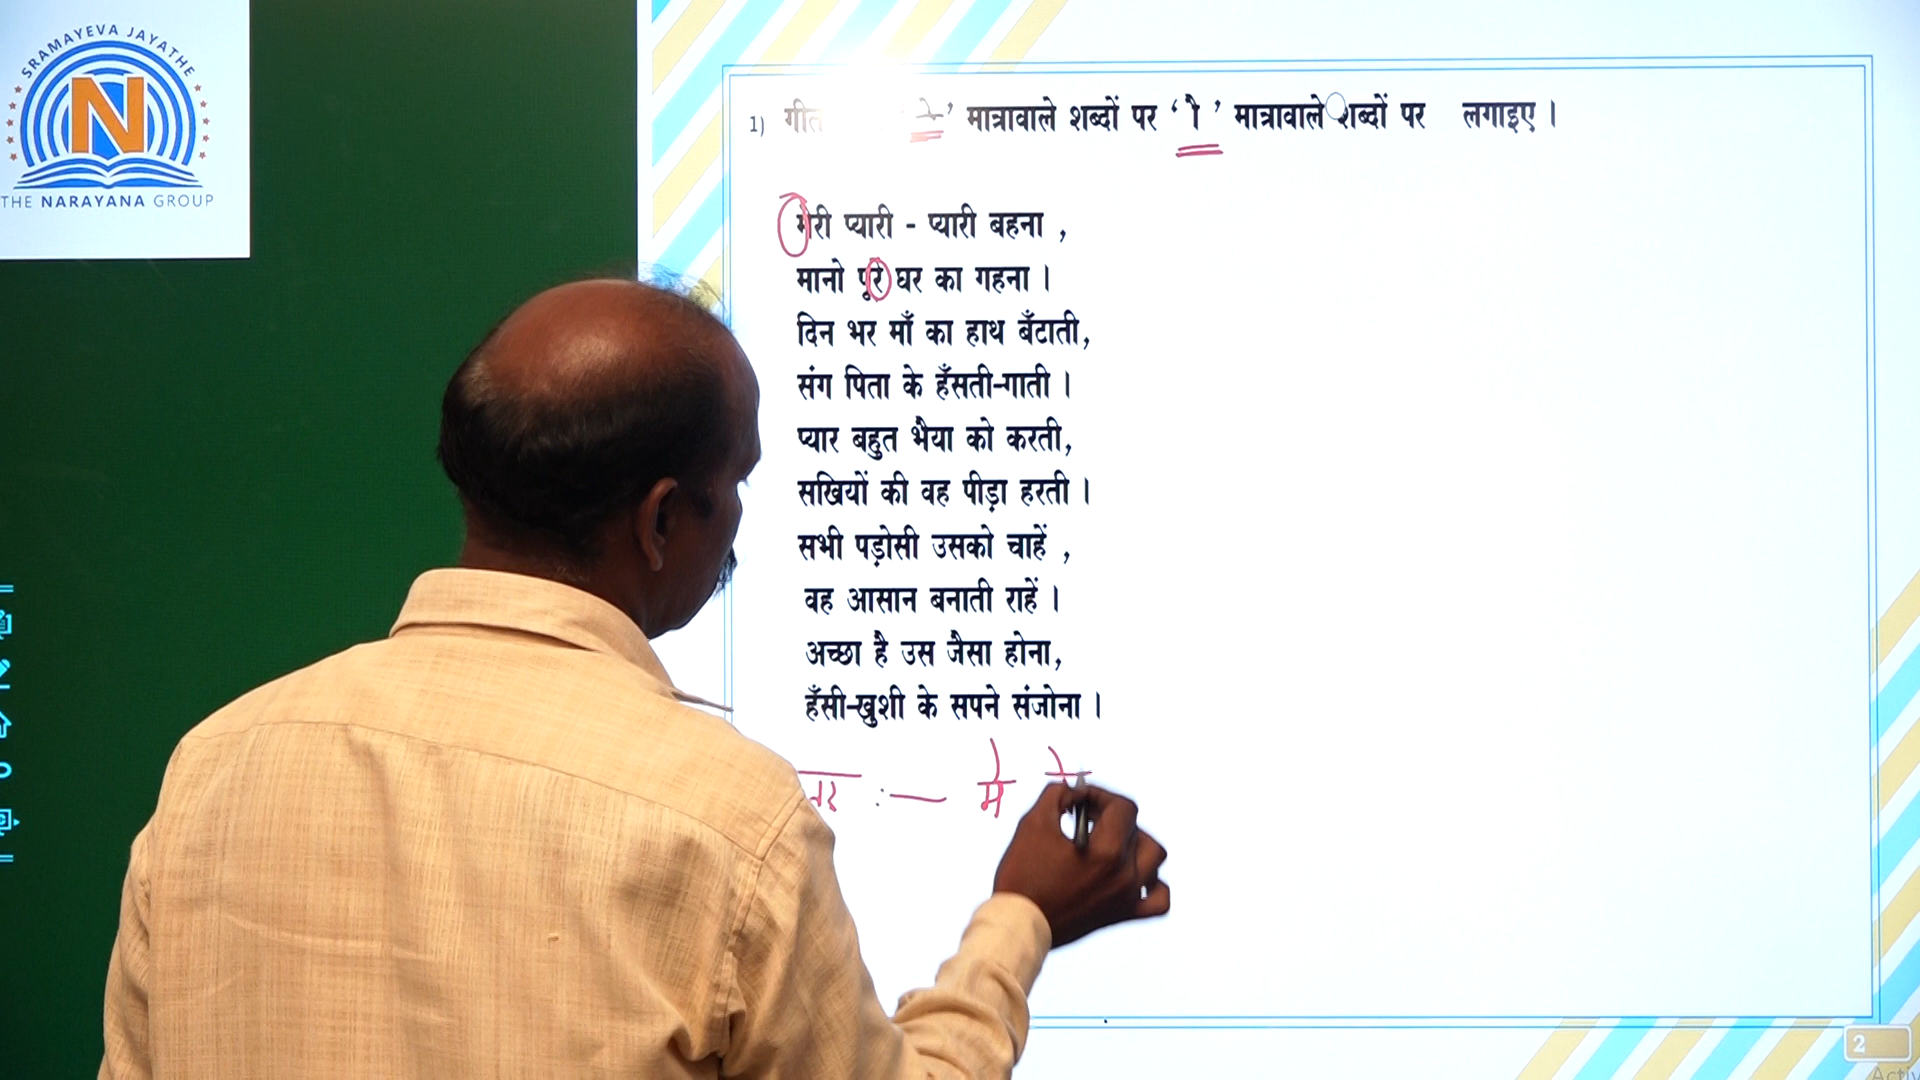 SRAMAYEVA JAYATHE
N
THE NARAYANA GROUP
1) गीत ' े' मात्रावाले शब्दों पर ' ै ' मात्रावाले शब्दों पर लगाइए ।
मेरी प्यारी - प्यारी बहना ,
मानो पूरे घर का गहना ।
दिन भर माँ का हाथ बँटाती,
संग पिता के हँसती-गाती ।
प्यार बहुत भैया को करती,
सखियों की वह पीड़ा हरती ।
सभी पड़ोसी उसको चाहें ,
वह आसान बनाती राहें ।
अच्छा है उस जैसा होना,
हँसी-खुशी के सपने संजोना ।
:— मे
2